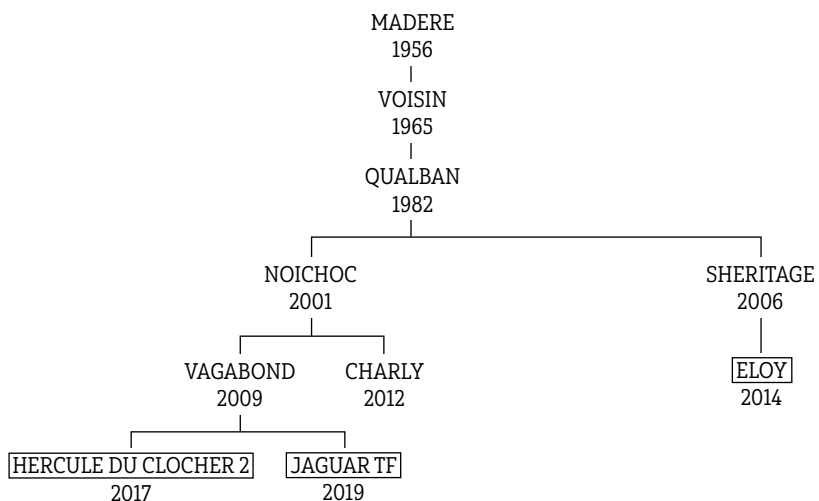 MADERE
1956
VOISIN
1965
QUALBAN
1982
NOICHOC
2001
SHERITAGE
2006
VAGABOND
2009
CHARLY
2012
ELOY
2014
HERCULE DU CLOCHER 2
2017
JAGUAR TF
2019